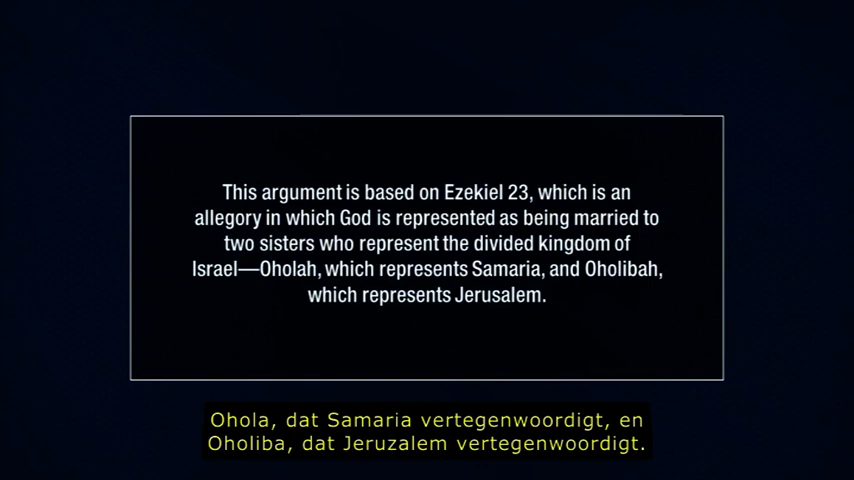 This argument is based on Ezekiel 23, which is an
allegory in which God is represented as being married to
two sisters who represent the divided kingdom of
Israel—Oholah, which represents Samaria, and Oholibah,
which represents Jerusalem.
Ohola, dat Samaria vertegenwoordigt, en
Oholiba, dat Jeruzalem vertegenwoordigt.